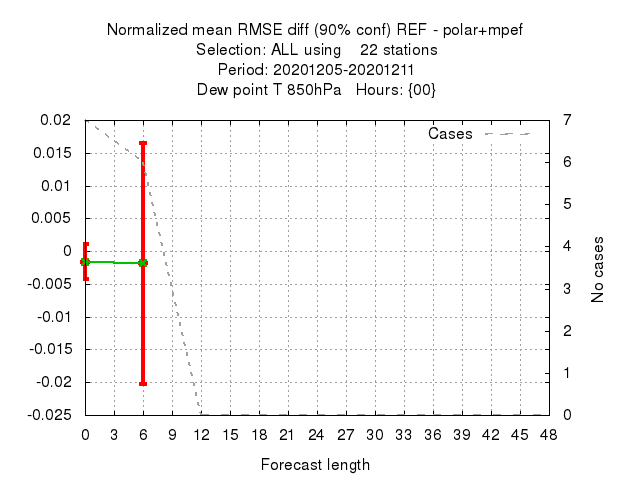 Normalized mean RMSE diff (90% conf) REF - polar+mpef
Selection: ALL using    22 stations
Period: 20201205-20201211
Dew point T 850hPa   Hours: {00}
Cases
0.02
0.015
0.01
0.005
0
-0.005
-0.01
-0.015
-0.02
-0.025
7
6
5
4
3
2
1
0
No cases
0 3 6 9 12 15 18 21 24 27 30 33 36 39 42 45 48
Forecast length